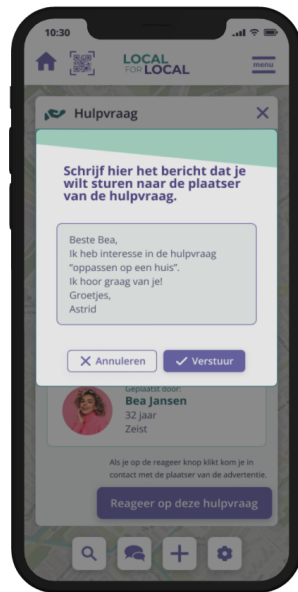 10:30
LOCAL
FOR LOCAL
menu
Hulpvraag
Schrijf hier het bericht dat je
wilt sturen naar de plaatser
van de hulpvraag.
Beste Bea,
Ik heb interesse in de hulpvraag
“oppassen op een huis”.
Ik hoor graag van je!
Groetjes,
Astrid
Annuleren
Verstuur
Geplaatst door:
Bea Jansen
32 jaar
Zeist
Als je op de reageer knop klikt kom je in
contact met de plaatser van de advertentie.
Reageer op deze hulpvraag